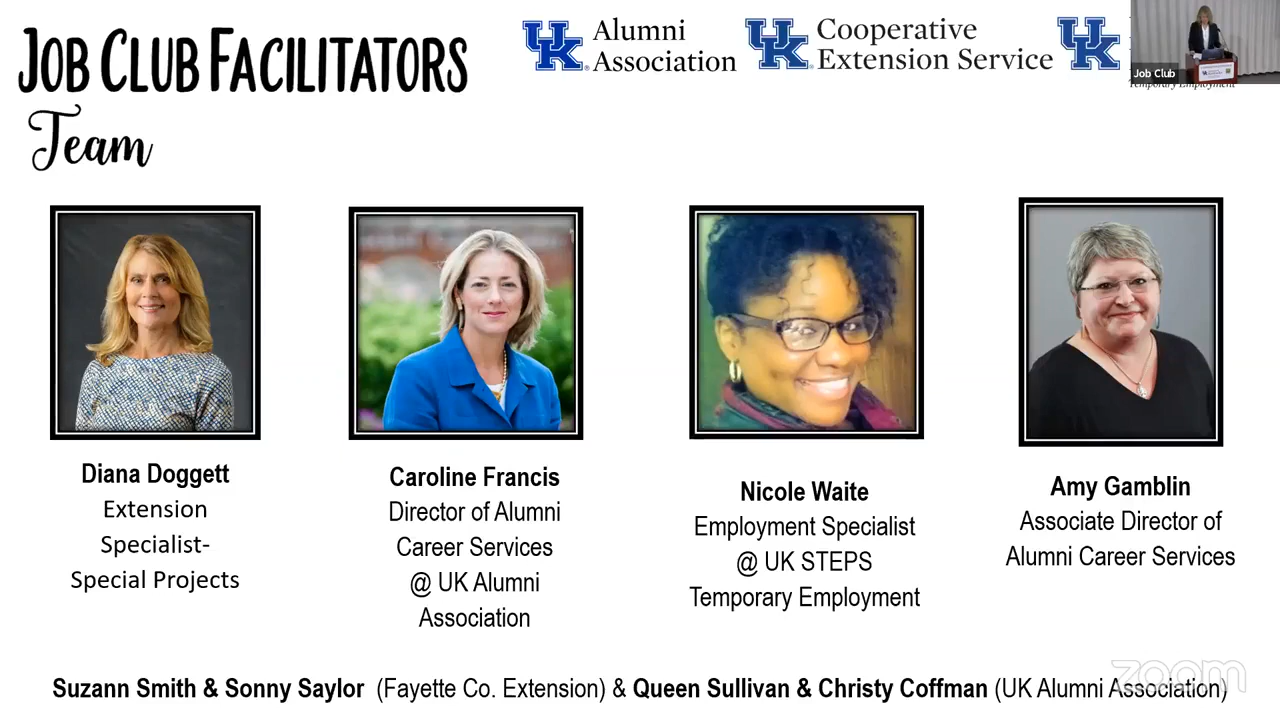 JOB CLUB FACILITATORS
Team
UK Alumni
Association
UK Cooperative
Extension Service
UK
Temporary Employment
Job Club
Diana Doggett
Extension
Specialist-
Special Projects
Caroline Francis
Director of Alumni
Career Services
@ UK Alumni
Association
Nicole Waite
Employment Specialist
@ UK STEPS
Temporary Employment
Amy Gamblin
Associate Director of
Alumni Career Services
Suzann Smith & Sonny Saylor (Fayette Co. Extension) & Queen Sullivan & Christy Coffman (UK Alumni Association)
zoom